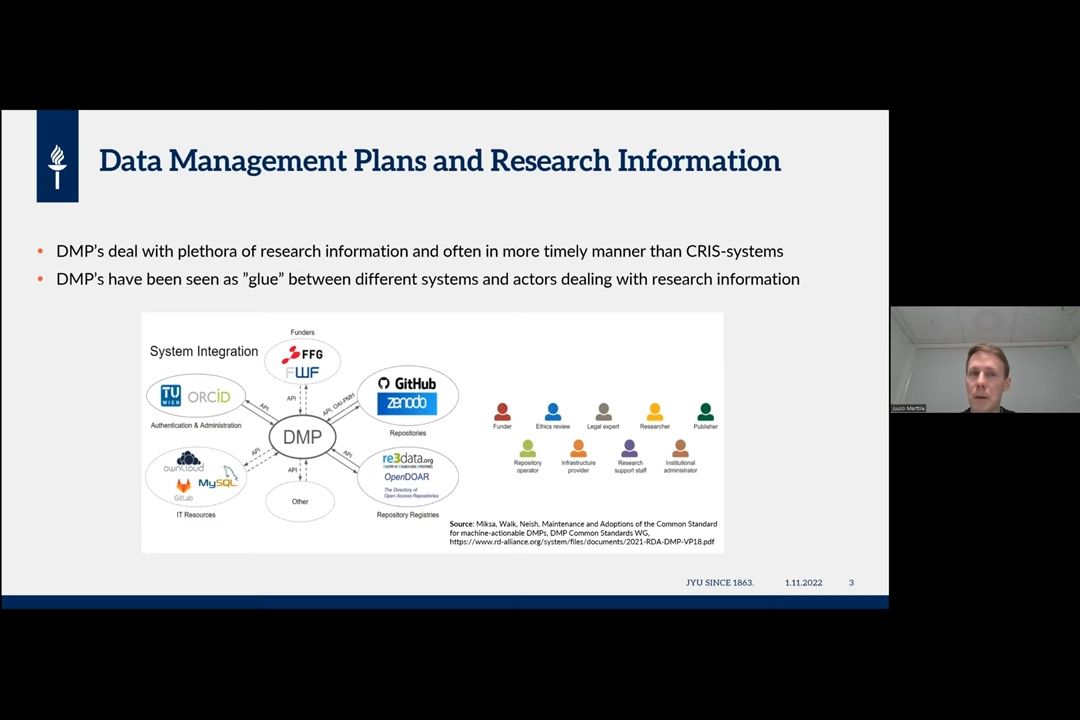 Data Management Plans and Research Information
• DMP's deal with plethora of research information and often in more timely manner than CRIS-systems
• DMP's have been seen as ”glue” between different systems and actors dealing with research information
System Integration
Funders
FFG
FWF
TU
WIEN
ORCID
Authentication & Administration
API
API
API, OAI-PMH
GitHub
zenodo
Repositories
DMP
API
API
API
ownCloud
GitLab
MySQL
IT Resources
Other
re3data.org
OpenDOAR
The Directory of
Open Access Repositories
Repository Registries
Funder
Ethics review
Legal expert
Researcher
Publisher
Repository
operator
Infrastructure
provider
Research
support staff
Institutional
administrator
Source: Miksa, Walk, Neish, Maintenance and Adoptions of the Common Standard
for machine-actionable DMPs, DMP Common Standards WG,
https://www.rd-alliance.org/system/files/documents/2021-RDA-DMP-VP18.pdf
JYU SINCE 1863.
1.11.2022
3
Juuso Marttila